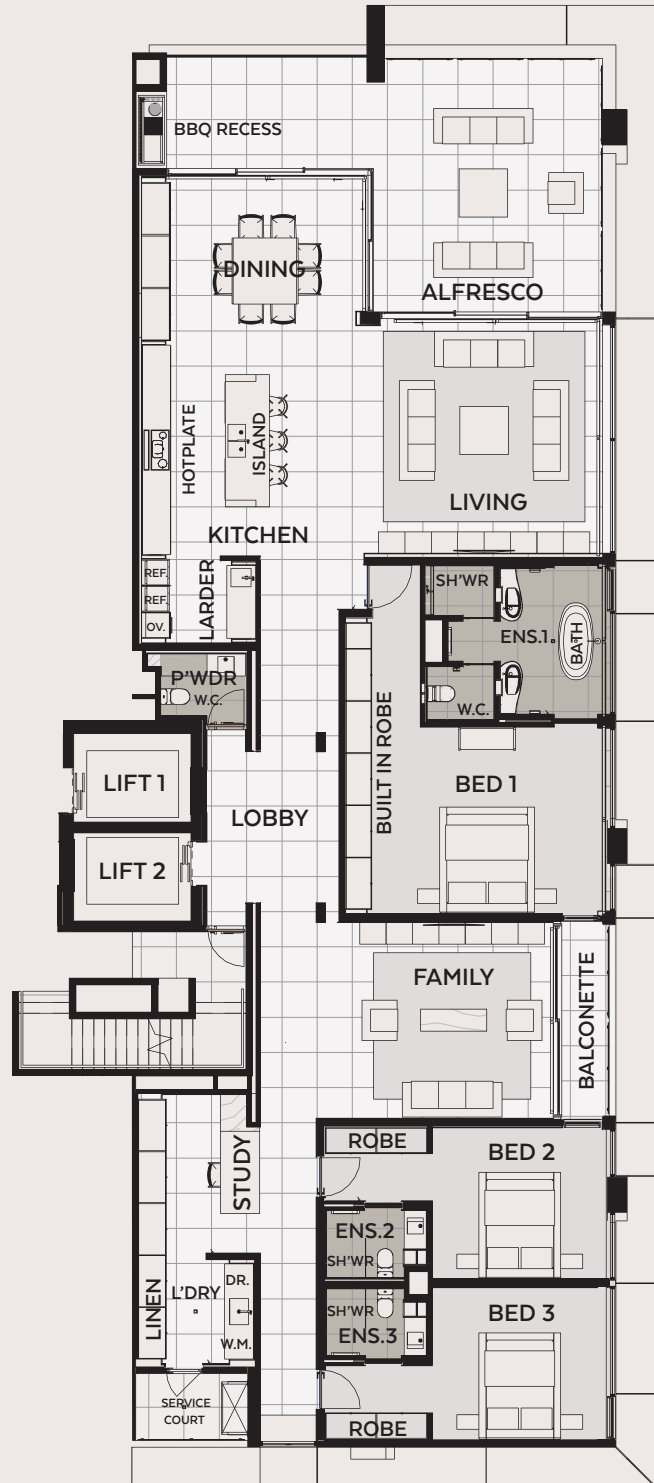 BBQ RECESS
DINING
ALFRESCO
HOTPLATE
ISLAND
LIVING
KITCHEN
REF.
REF.
OV.
LARDER
SH'WR
ENS.1
BATH
W.C.
P'WDR
W.C.
BUILT IN ROBE
BED 1
LIFT 1
LOBBY
LIFT 2
FAMILY
BALCONETTE
STUDY
ROBE
BED 2
ENS.2
SH'WR
LINEN
L'DRY
DR.
W.M.
SH'WR
ENS.3
BED 3
SERVICE
COURT
ROBE